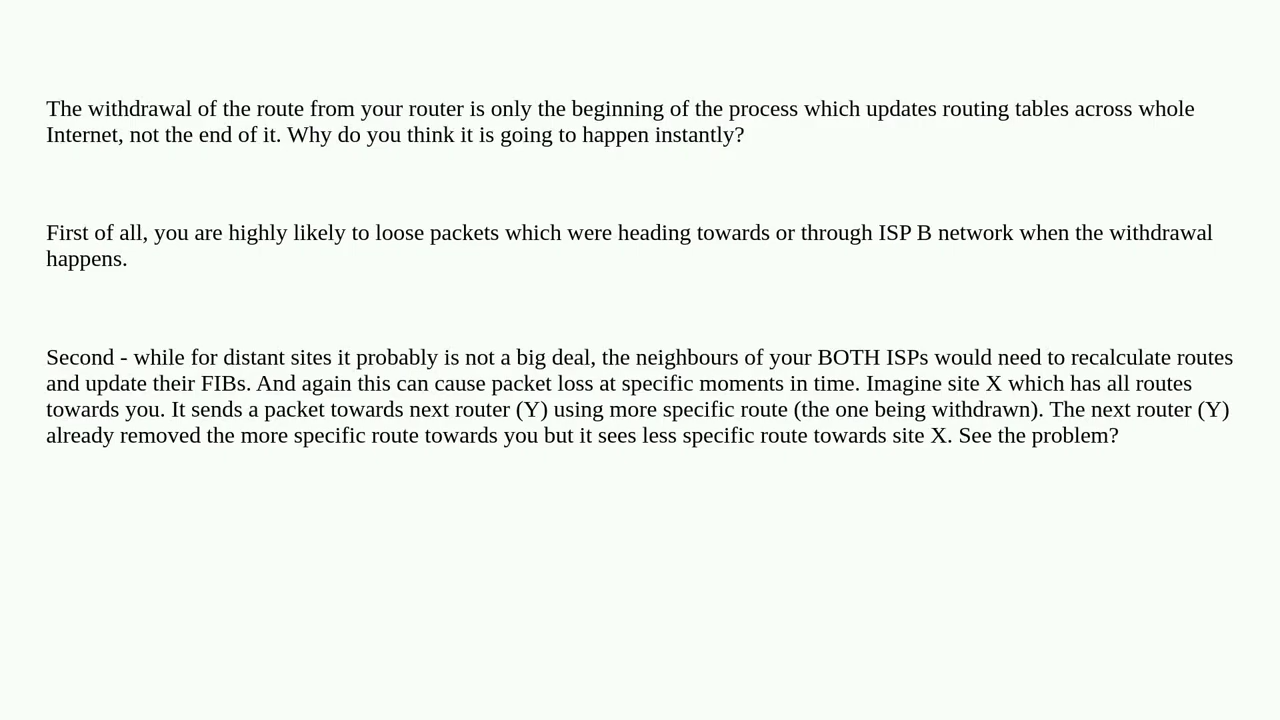 The withdrawal of the route from your router is only the beginning of the process which updates routing tables across whole
Internet, not the end of it. Why do you think it is going to happen instantly?
First of all, you are highly likely to loose packets which were heading towards or through ISP B network when the withdrawal
happens.
Second - while for distant sites it probably is not a big deal, the neighbours of your BOTH ISPs would need to recalculate routes
and update their FIBs. And again this can cause packet loss at specific moments in time. Imagine site X which has all routes
towards you. It sends a packet towards next router (Y) using more specific route (the one being withdrawn). The next router (Y)
already removed the more specific route towards you but it sees less specific route towards site X. See the problem?